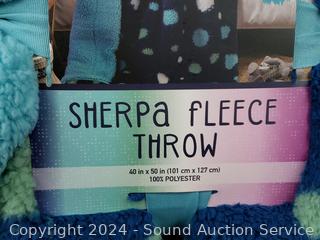 SHERPA FLEECE
THROW
40 in x 50 in (101 cm x 127 cm)
100% POLYESTER
Copyright 2024 - Sound Auction Service